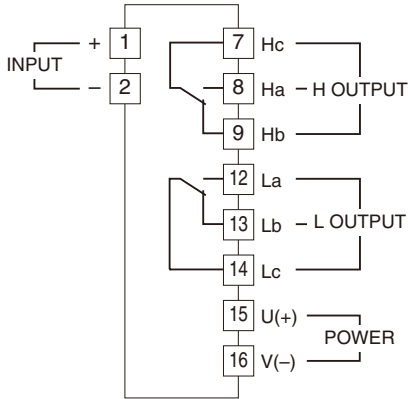 INPUT
+ 1
– 2
7 Hc
8 Ha – H OUTPUT
9 Hb
12 La
13 Lb – L OUTPUT
14 Lc
15 U(+)
POWER
16 V(–)